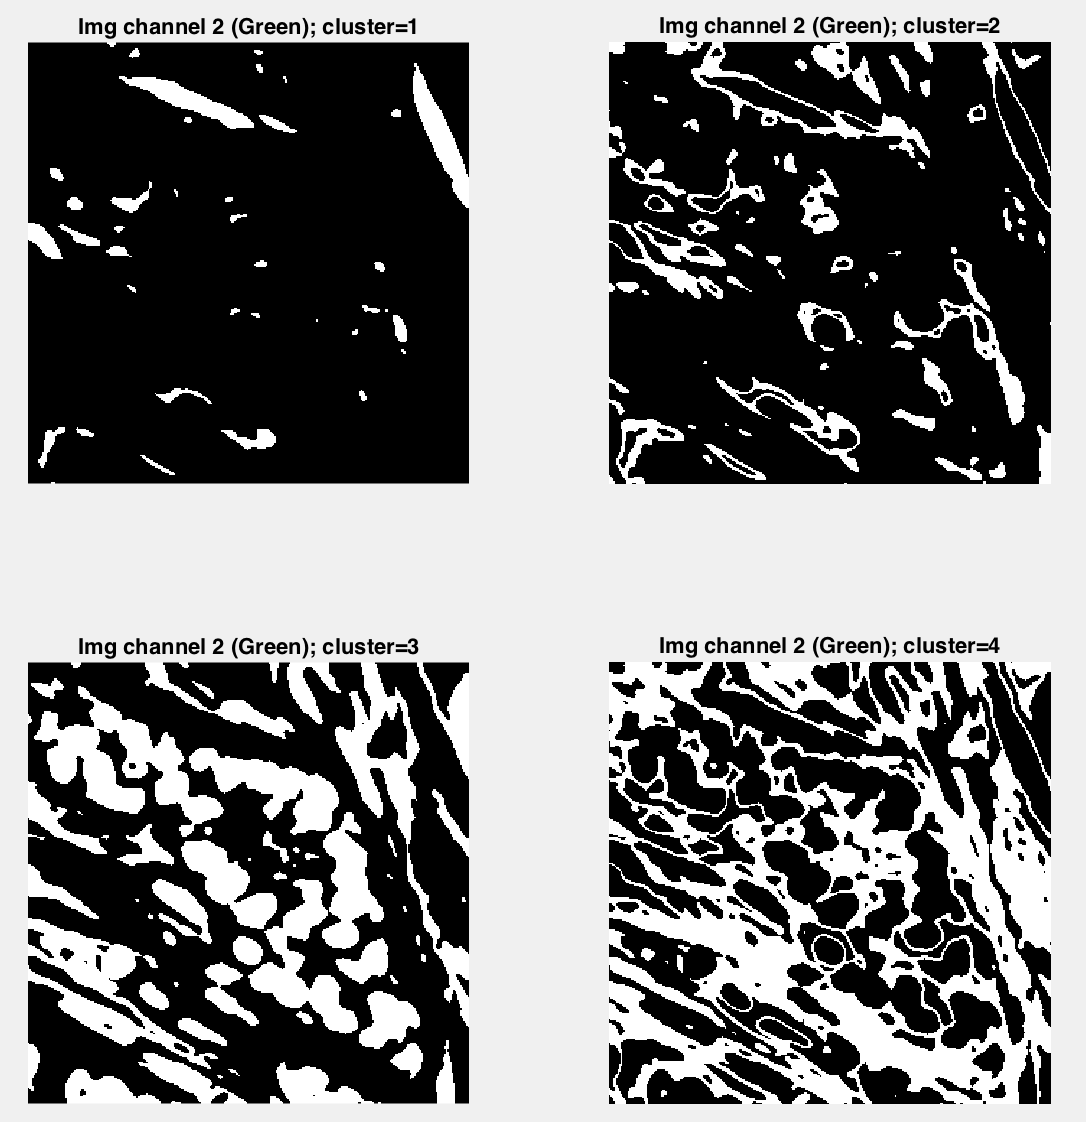 Img channel 2 (Green); cluster=1
Img channel 2 (Green); cluster=2
Img channel 2 (Green); cluster=3
Img channel 2 (Green); cluster=4